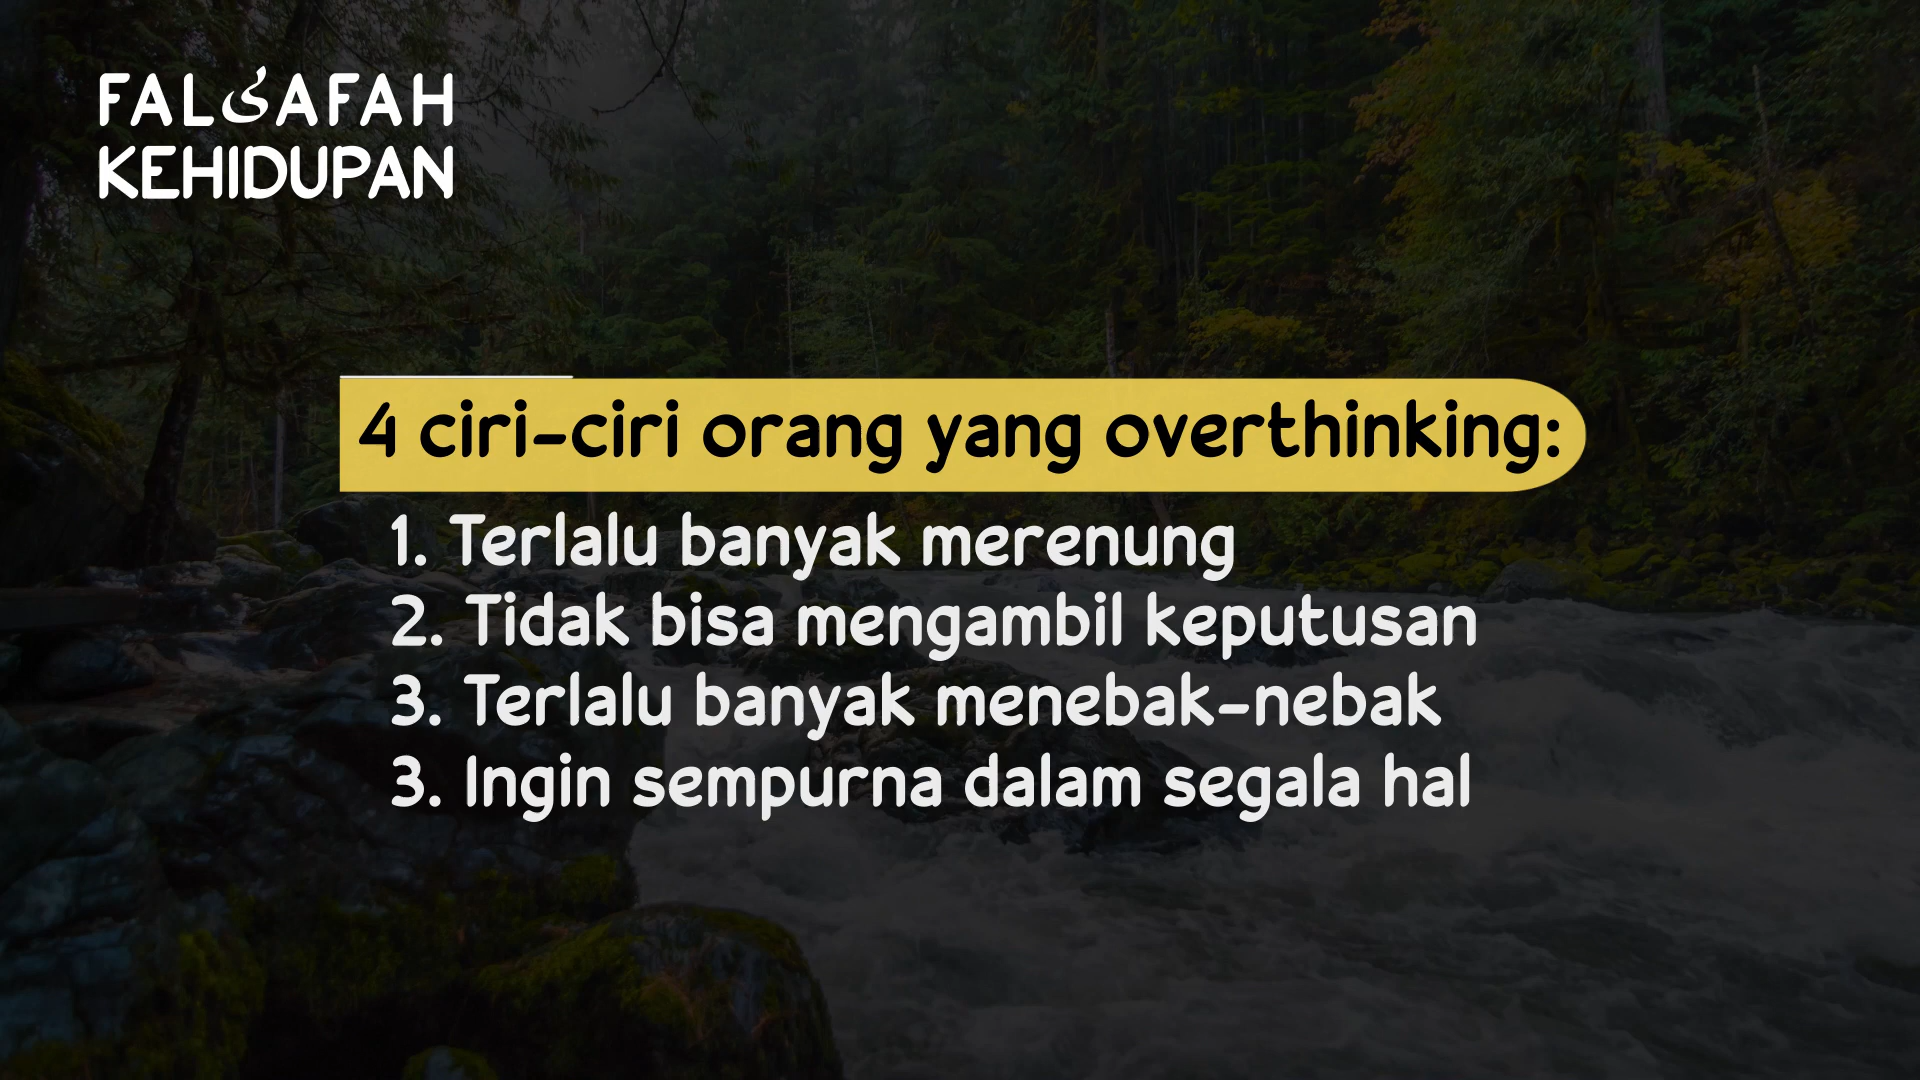 FALSAFAH
KEHIDUPAN
4 ciri-ciri orang yang overthinking:
1. Terlalu banyak merenung
2. Tidak bisa mengambil keputusan
3. Terlalu banyak menebak-nebak
3. Ingin sempurna dalam segala hal